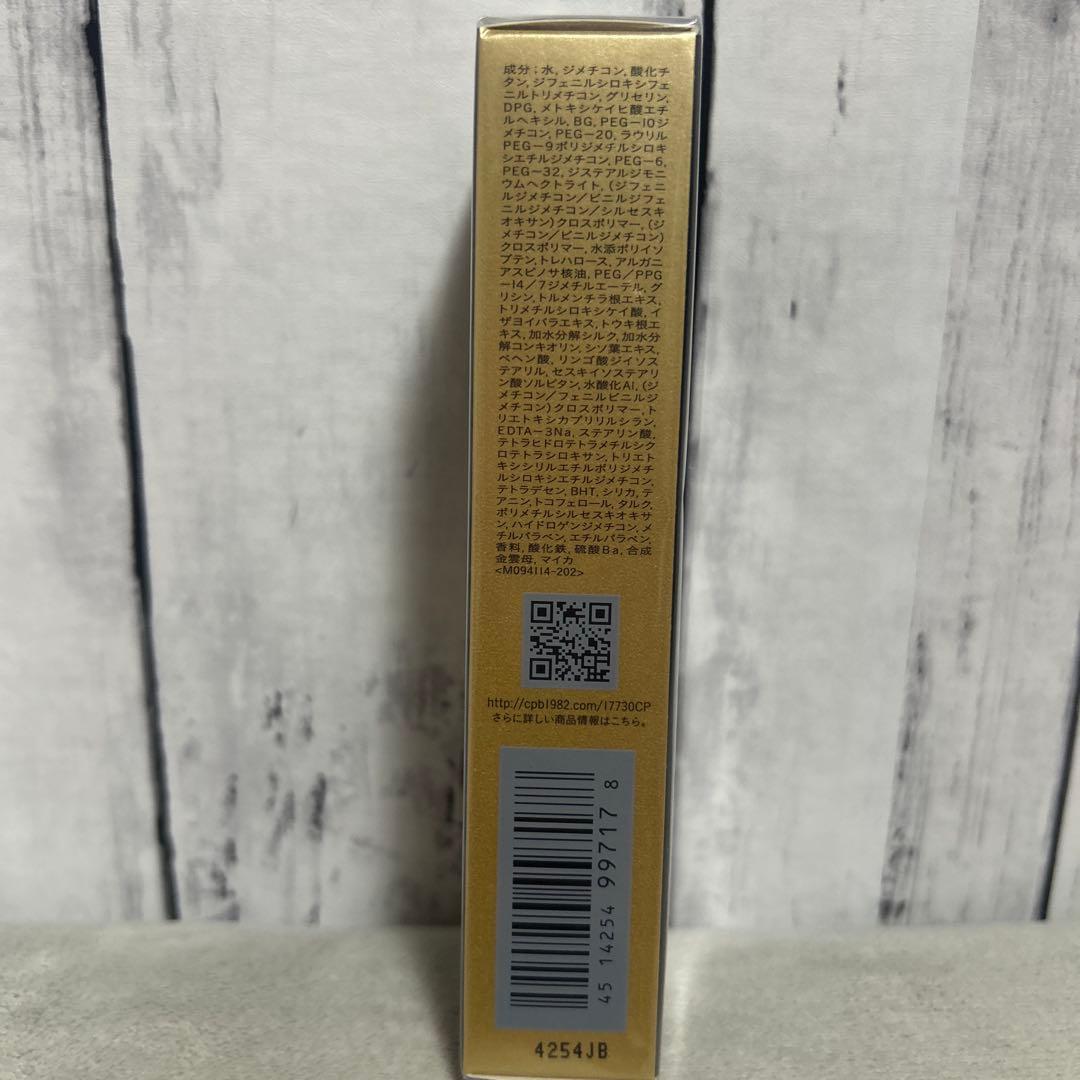 成分：水, ジメチコン, 酸化チ
タン, ジフェニルシロキシフェ
ニルトリメチコン, グリセリン,
DPG, メトキシケイヒ酸エチ
ルヘキシル, BG, PEG-10ジ
メチコン, PEG-20, ラウリル
PEG-9ポリジメチルシロキ
シエチルジメチコン, PEG-6,
PEG-32, ジステアルジモニ
ウムヘクトライト, (ジフェニ
ルジメチコン/ビニルジフェ
ニルジメチコン/シルセスキ
オキサン)クロスポリマー, (ジ
メチコン/ビニルジメチコン)
クロスポリマー, 水添ポリイソ
ブテン, トレハロース, アルガニ
アスピノサ核油, PEG/PPG
-14/7ジメチルエーテル, グ
リシン, トルメンチラ根エキス,
トリメチルシロキシケイ酸, イ
ザヨイバラエキス, トウキ根エ
キス, 加水分解シルク, 加水分
解コンキオリン, シソ葉エキス,
ベヘン酸, リンゴ酸ジイソス
テアリル, セスキイソステアリ
ン酸ソルビタン, 水酸化Al, (ジ
メチコン/フェニルビニルジ
メチコン)クロスポリマー, ト
リエトキシカプリリルシラン,
EDTA-3Na, ステアリン酸,
テトラヒドロテトラメチルシク
ロテトラシロキサン, トリエト
キシシリルエチルポリジメチ
ルシロキシエチルジメチコン,
テトラデセン, BHT, シリカ, テ
アニン, トコフェロール, タルク,
ポリメチルシルセスキオキサ
ン, ハイドロゲンジメチコン, メ
チルパラベン, エチルパラベン,
香料, 酸化鉄, 硫酸Ba, 合成
金雲母, マイカ
<M094114-202>
http://cpb1982.com/17730CP
さらに詳しい商品情報はこちら。
45 14254 99717 8
4254JB